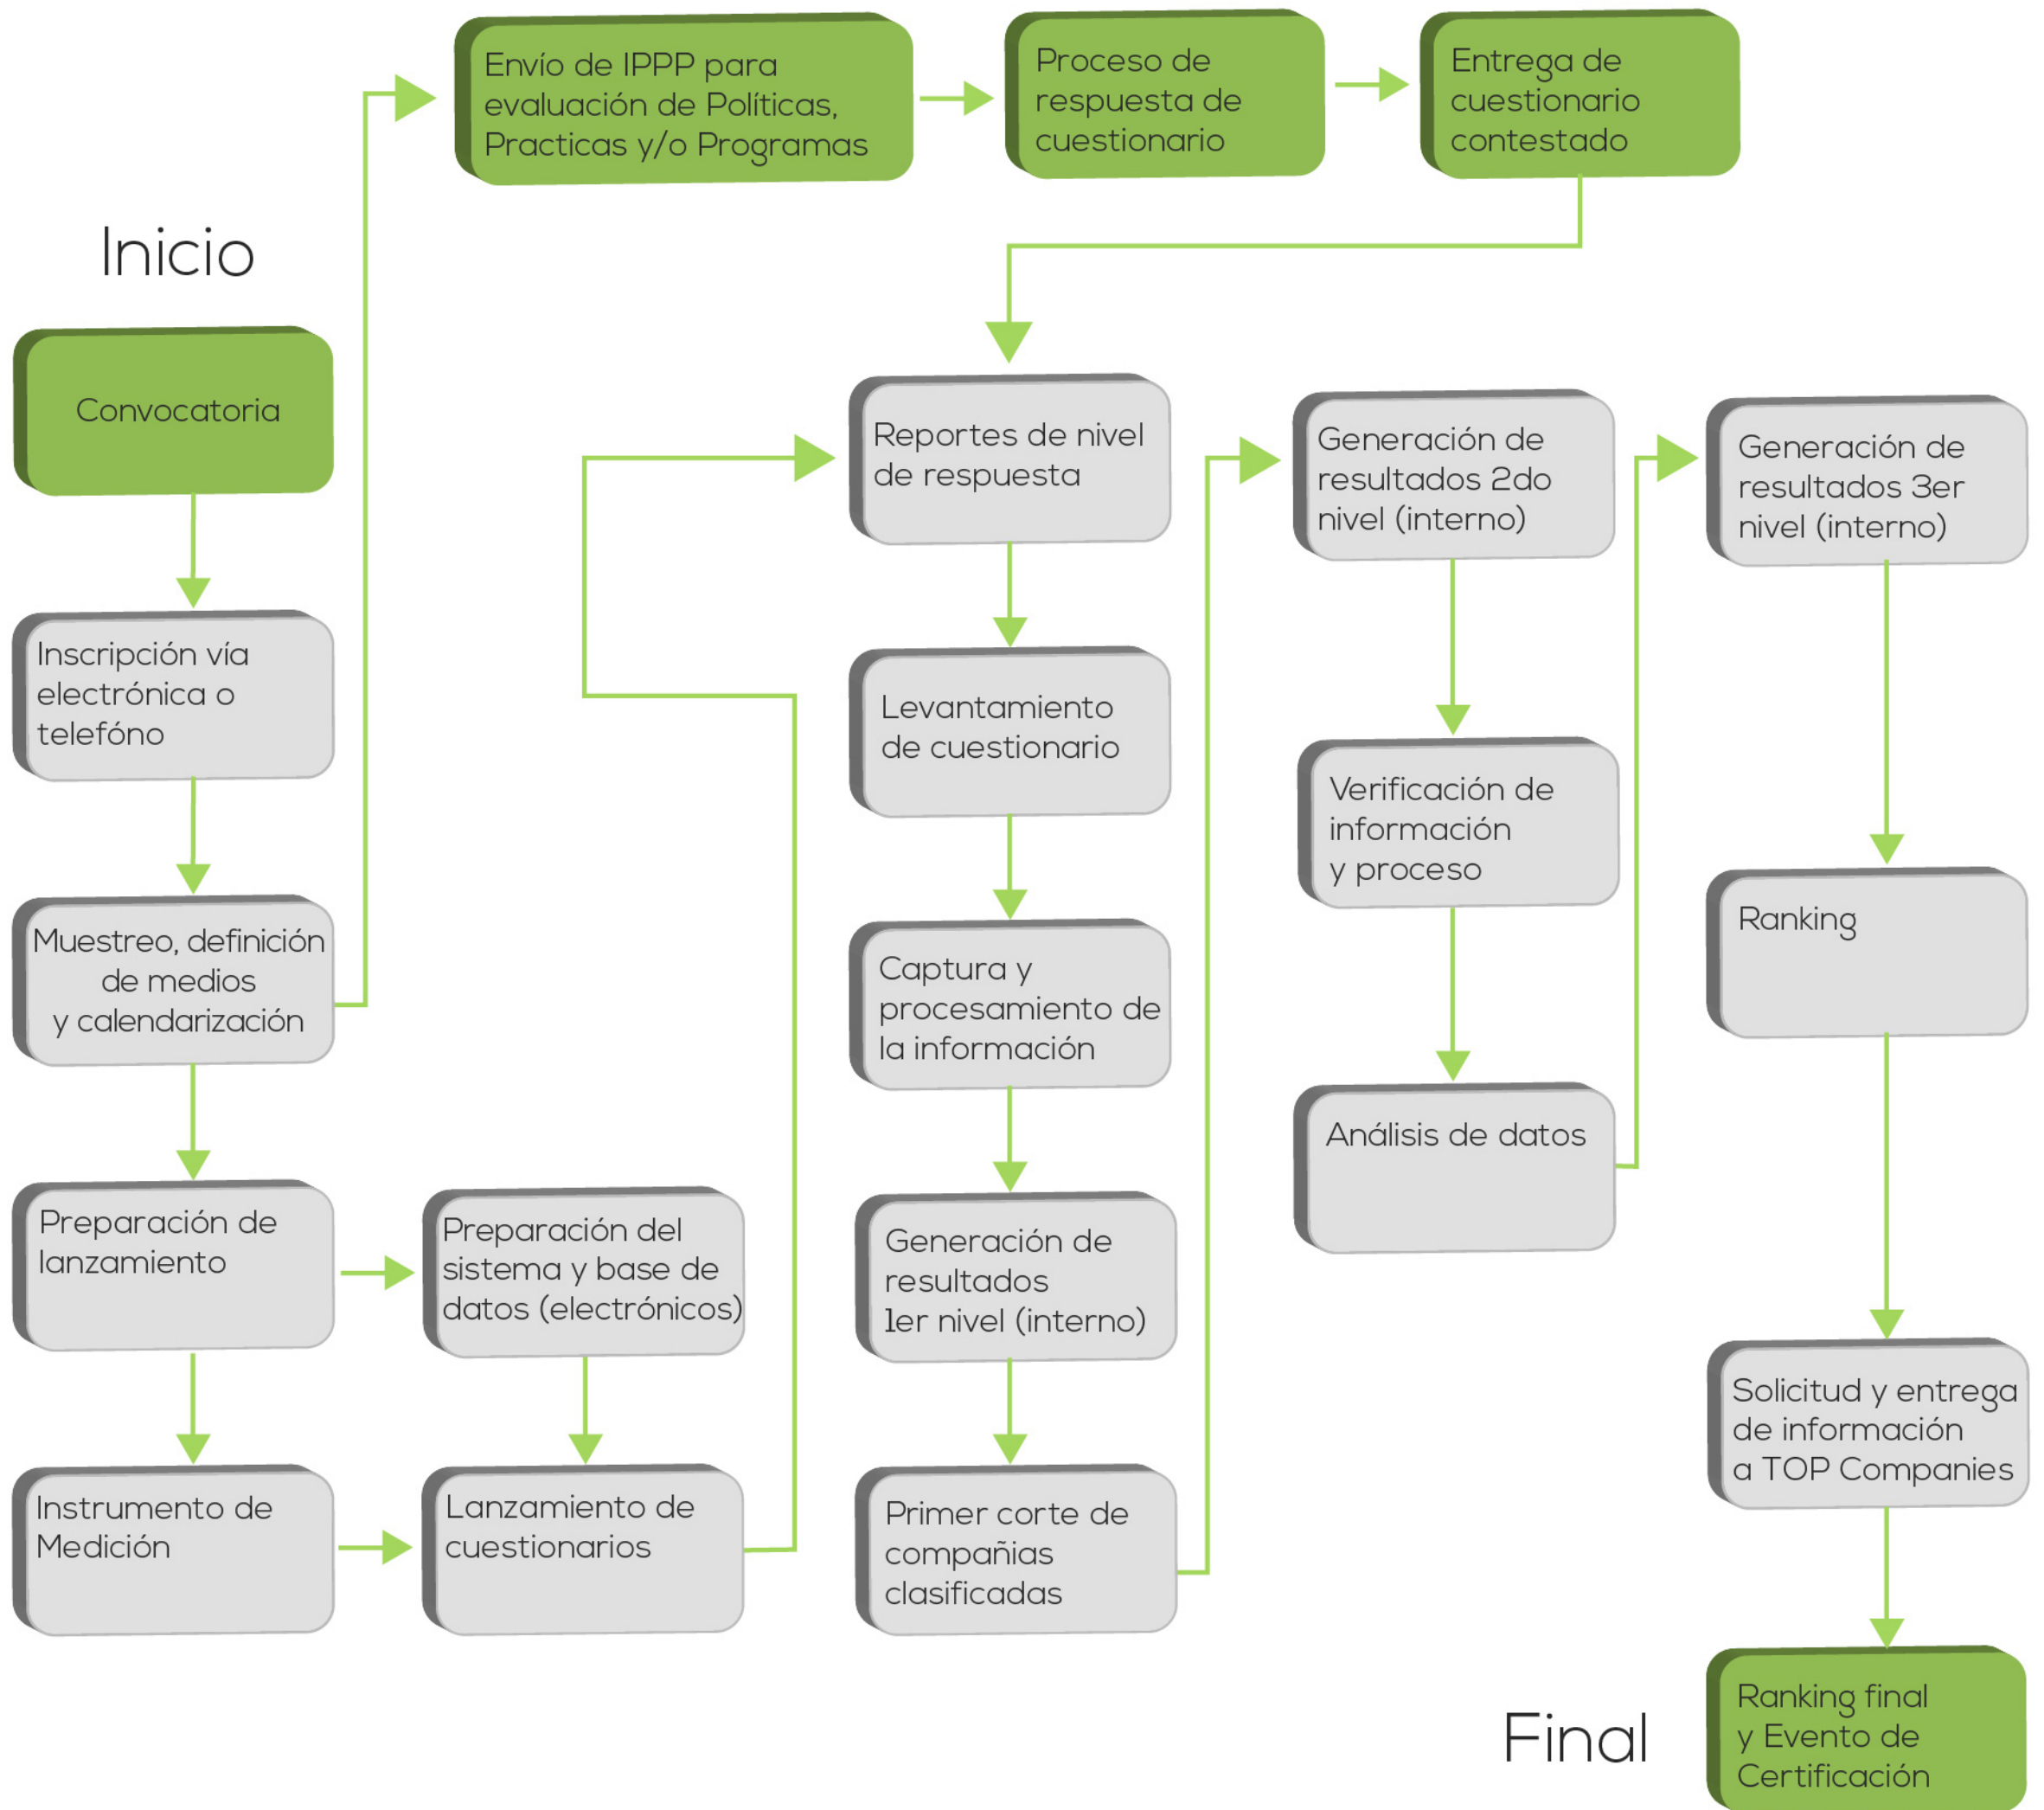 Envío de IPPP para
evaluación de Políticas,
Practicas y/o Programas
Proceso de
respuesta de
cuestionario
Entrega de
cuestionario
contestado
Inicio
Convocatoria
Inscripción vía
electrónica o
telefóno
Muestreo, definición
de medios
y calendarización
Preparación de
lanzamiento
Preparación del
sistema y base de
datos (electrónicos)
Instrumento de
Medición
Lanzamiento de
cuestionarios
Reportes de nivel
de respuesta
Levantamiento
de cuestionario
Captura y
procesamiento de
la información
Generación de
resultados
1er nivel (interno)
Primer corte de
compañias
clasificadas
Generación de
resultados 2do
nivel (interno)
Verificación de
información
y proceso
Análisis de datos
Generación de
resultados 3er
nivel (interno)
Ranking
Solicitud y entrega
de información
a TOP Companies
Final
Ranking final
y Evento de
Certificación